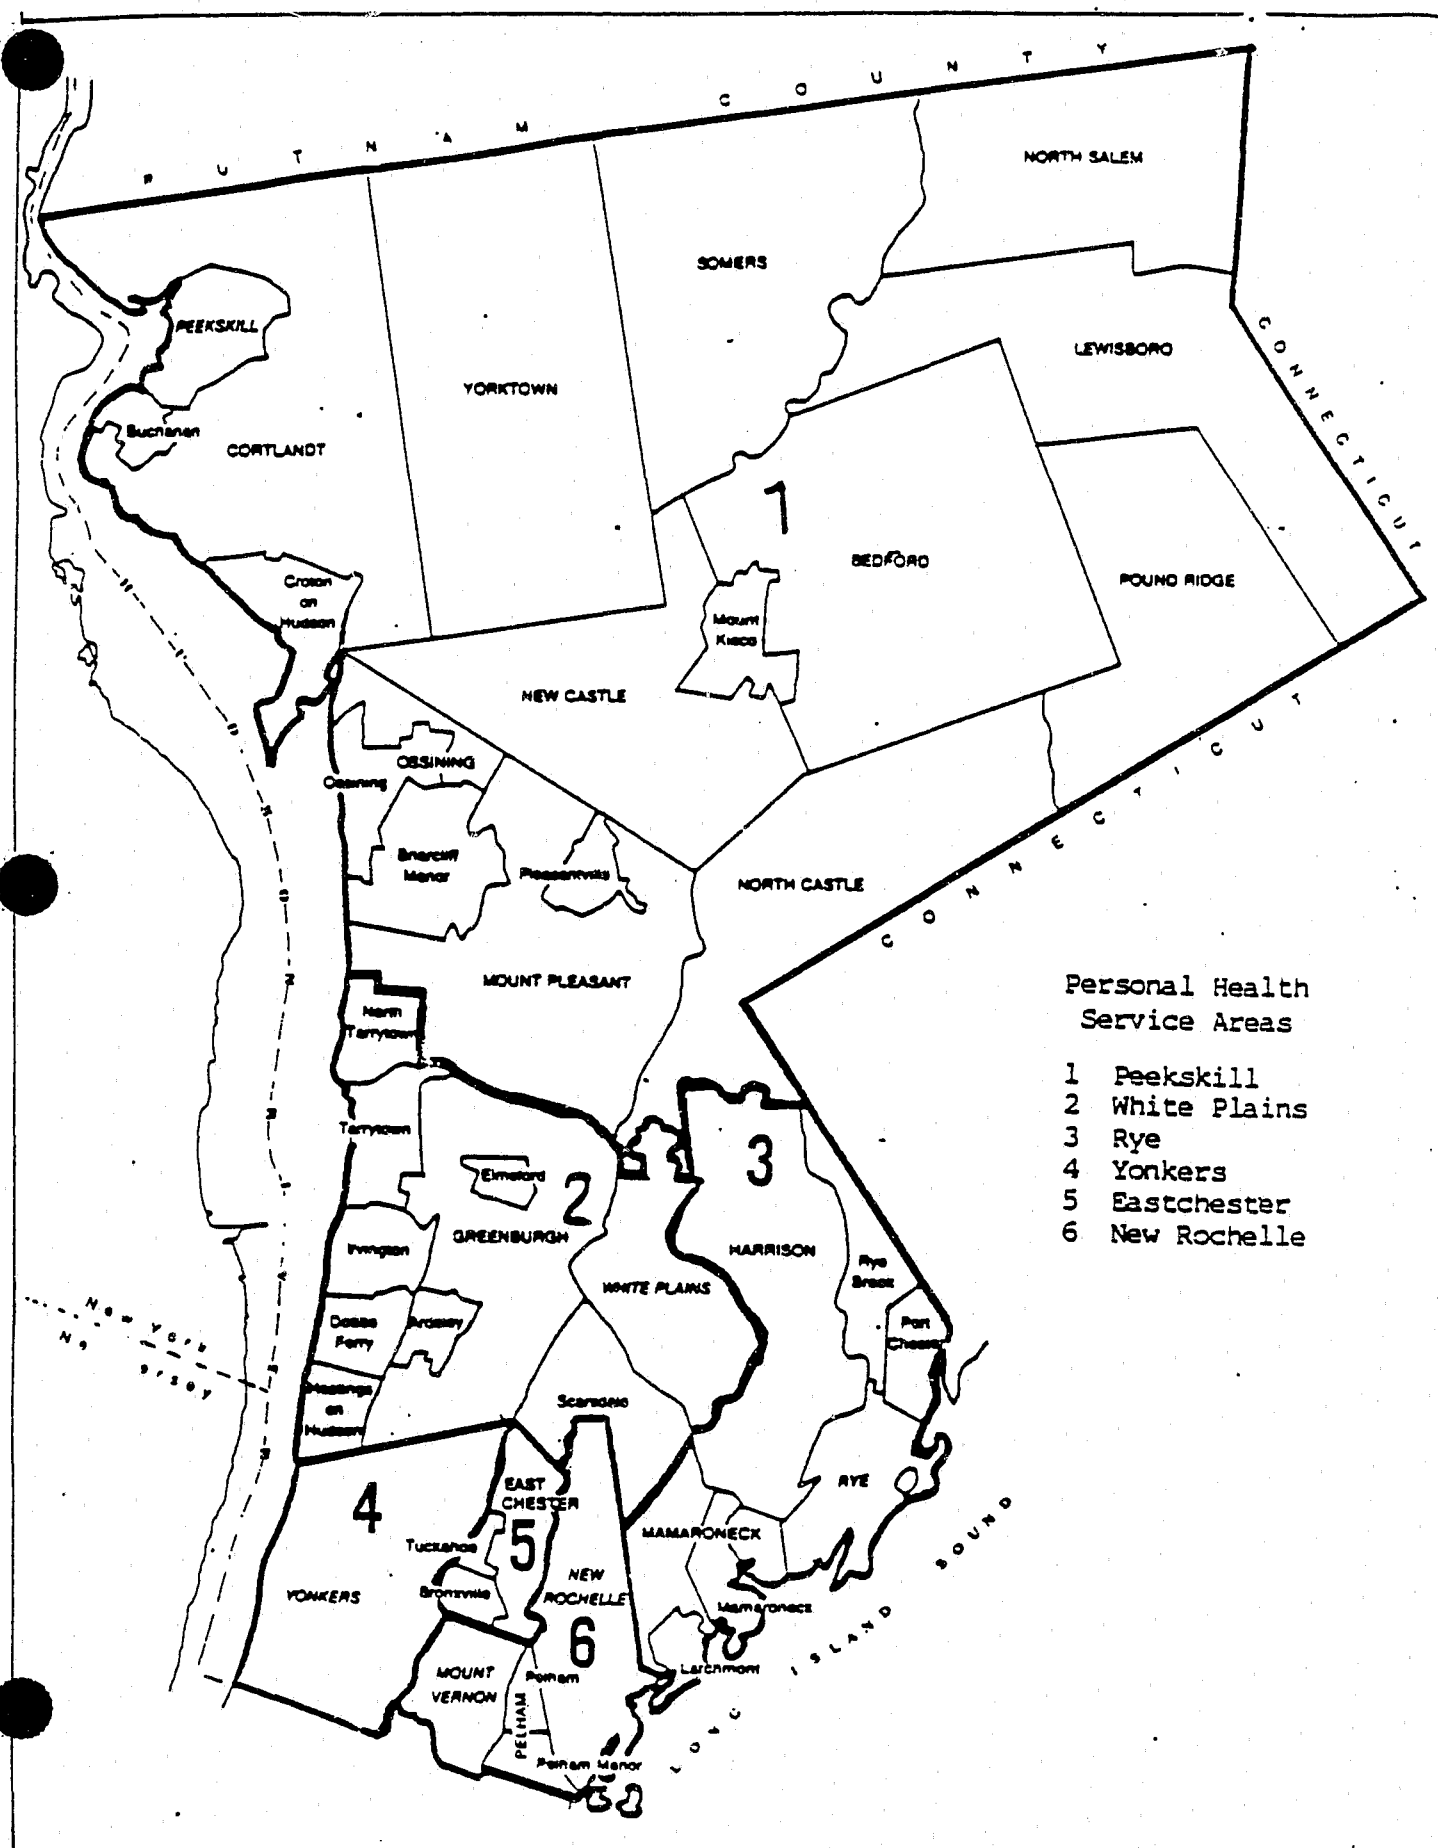 PUTNAM COUNTY
NORTH SALEM
SOMERS
PEEKSKILL
LEWISBORO
CONNECTICUT
YORKTOWN
Buchanan
CORTLANDT
1
BEDFORD
POUND RIDGE
Croton
on
Hudson
Mount
Kisco
NEW CASTLE
CONNECTICUT
OSSINING
Ossining
Briarcliff
Manor
Pleasantville
NORTH CASTLE
MOUNT PLEASANT
North
Tarrytown
Personal Health
Service Areas
1 Peekskill
2 White Plains
3 Rye
4 Yonkers
5 Eastchester
6 New Rochelle
Tarrytown
3
Elmsford
2
GREENBURGH
HARRISON
Irvington
Rye
Brook
WHITE PLAINS
New York
Dobbs
Ferry
Ardsley
Port
Chester
Hastings
on
Hudson
Scarsdale
RYE
EAST
CHESTER
4
5
MAMARONECK
Tuckahoe
YONKERS
Bronxville
NEW
ROCHELLE
Mamaroneck
6
LONG ISLAND SOUND
Larchmont
MOUNT
VERNON
Pelham
PELHAM
Pelham Manor